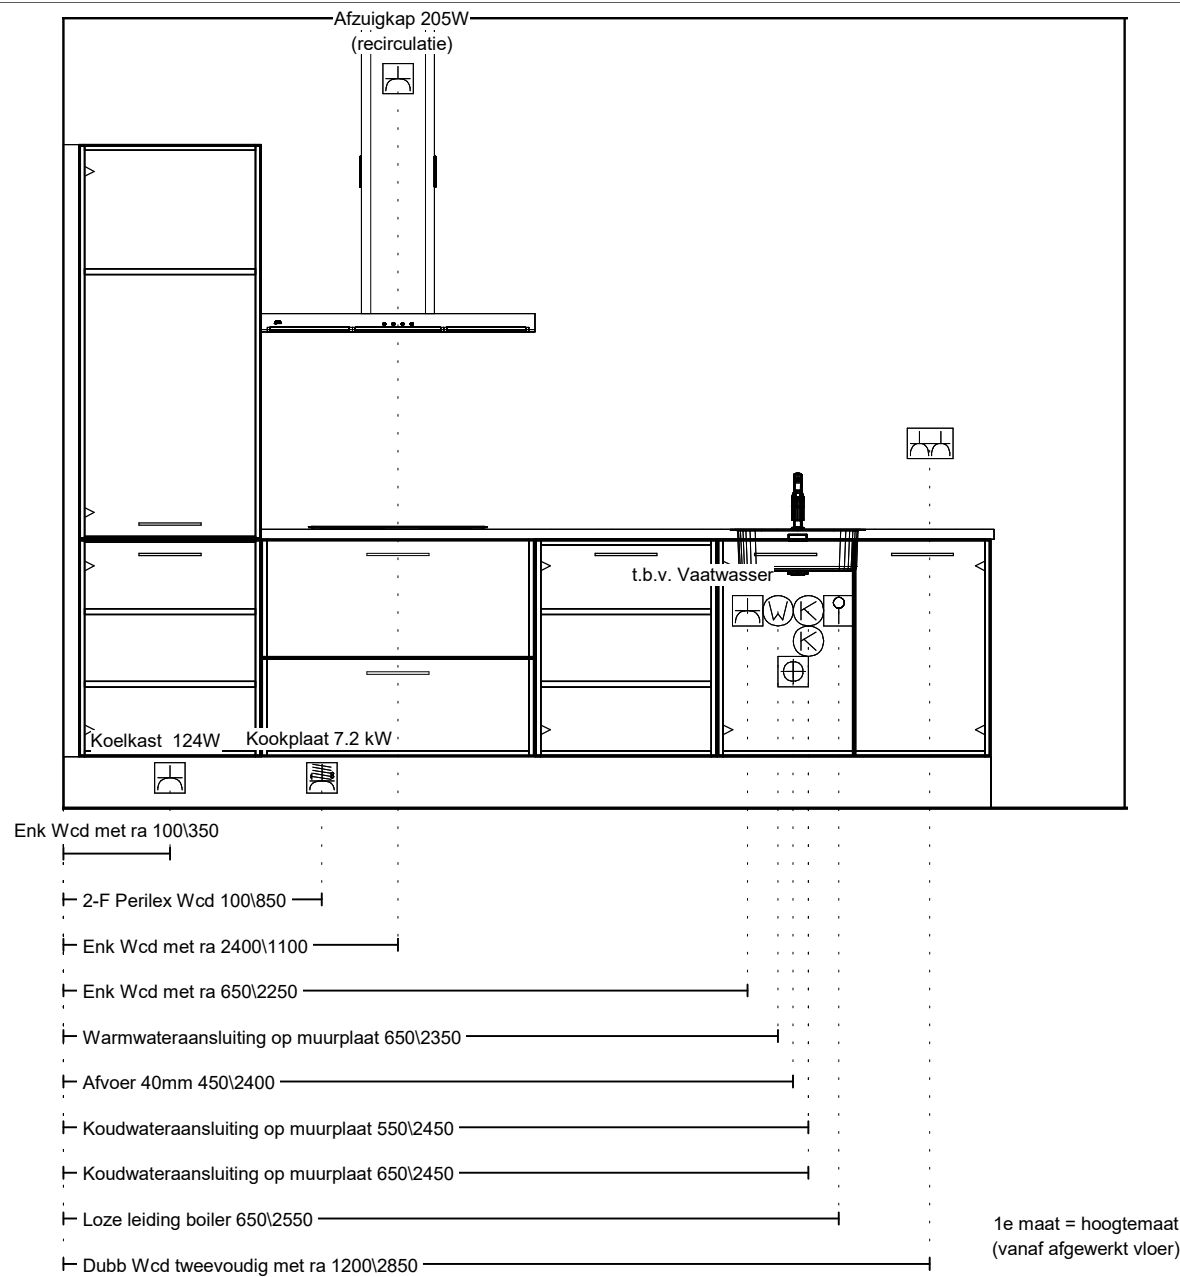 Afzuigkap 205W
(recirculatie)
t.b.v. Vaatwasser
W
K
K
Koelkast 124W
Kookplaat 7.2 kW
Enk Wcd met ra 100\350
2-F Perilex Wcd 100\850
Enk Wcd met ra 2400\1100
Enk Wcd met ra 650\2250
Warmwateraansluiting op muurplaat 650\2350
Afvoer 40mm 450\2400
Koudwateraansluiting op muurplaat 550\2450
Koudwateraansluiting op muurplaat 650\2450
Loze leiding boiler 650\2550
1e maat = hoogtemaat
(vanaf afgewerkt vloer)
Dubb Wcd tweevoudig met ra 1200\2850